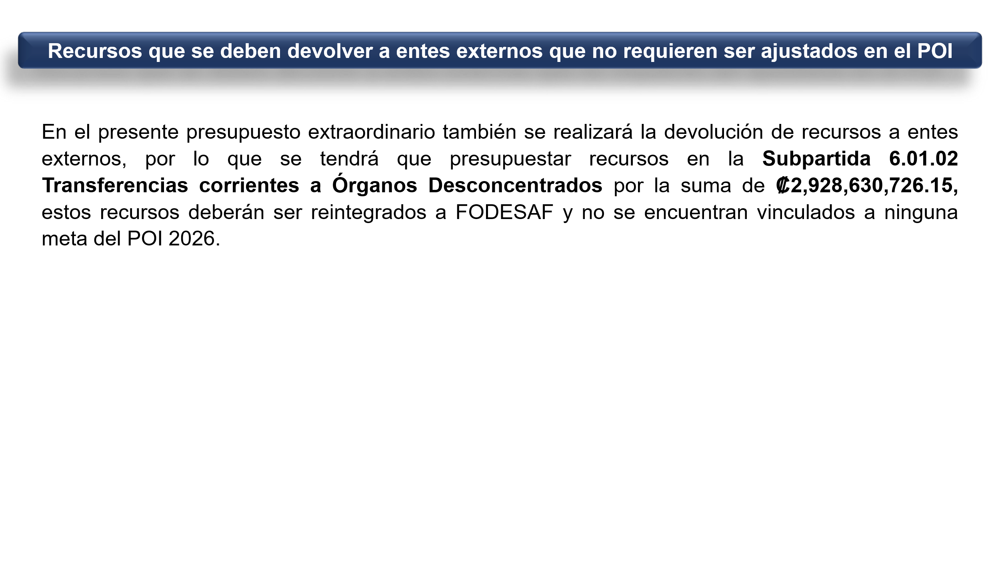 Recursos que se deben devolver a entes externos que no requieren ser ajustados en el POI
En el presente presupuesto extraordinario también se realizará la devolución de recursos a entes
externos, por lo que se tendrá que presupuestar recursos en la Subpartida 6.01.02
Transferencias corrientes a Órganos Desconcentrados por la suma de ₡2,928,630,726.15,
estos recursos deberán ser reintegrados a FODESAF y no se encuentran vinculados a ninguna
meta del POI 2026.